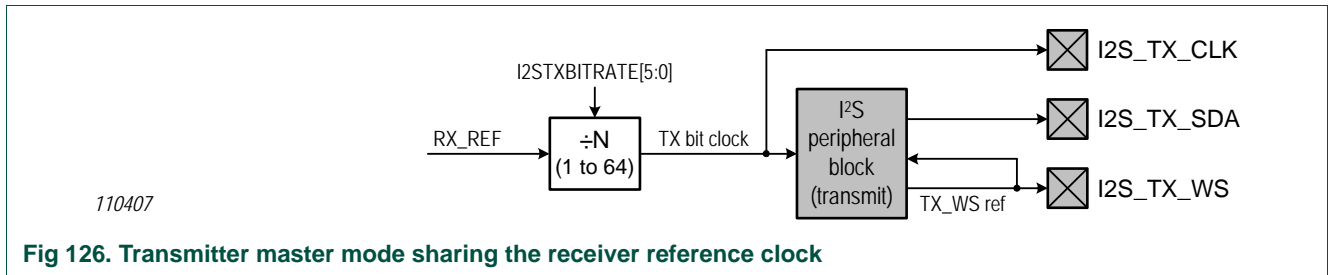 I2STXBITRATE[5:0]
RX_REF
÷N
(1 to 64)
TX bit clock
I2S
peripheral
block
(transmit)
TX_WS ref
I2S_TX_CLK
I2S_TX_SDA
I2S_TX_WS
110407
Fig 126. Transmitter master mode sharing the receiver reference clock